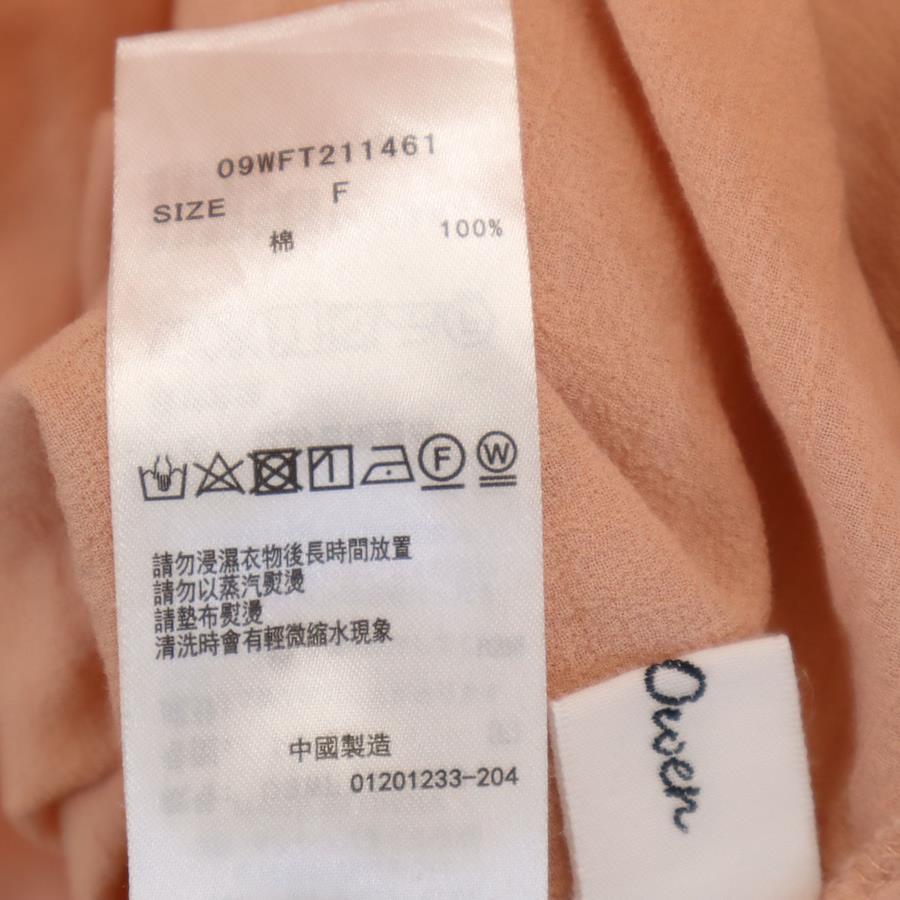 09WFT211461
SIZE F
棉 100%
F W
請勿浸濕衣物後長時間放置
請勿以蒸汽熨燙
請墊布熨燙
清洗時會有輕微縮水現象
中國製造
01201233-204
Owen